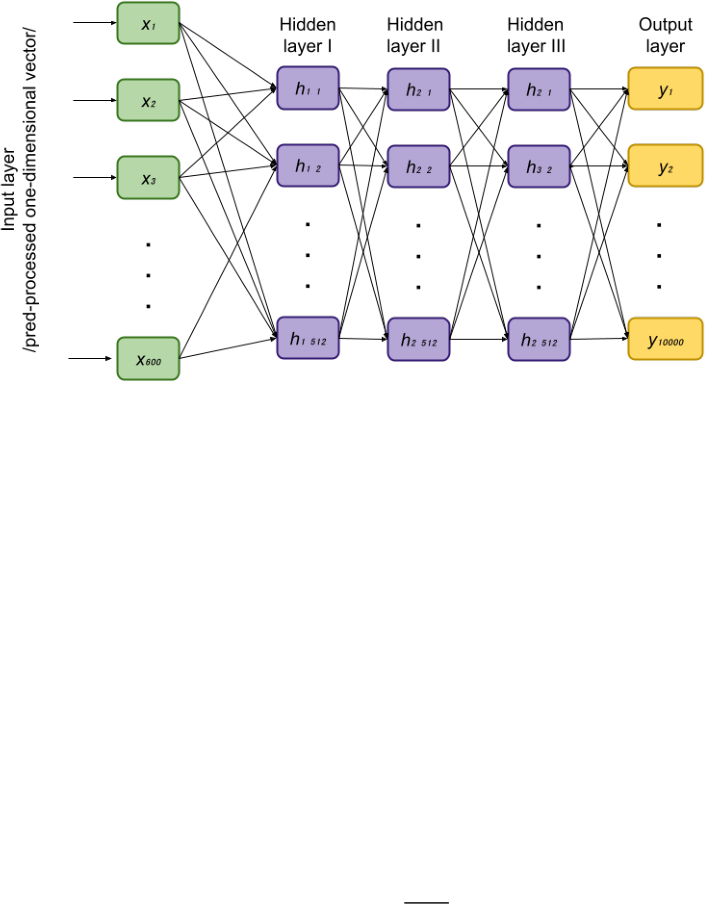 Input layer
/pred-processed one-dimensional vector/
x1
x2
x3
.
.
.
x600
Hidden
layer I
h1 1
h1 2
.
.
.
h1 512
Hidden
layer II
h2 1
h2 2
.
.
.
h2 512
Hidden
layer III
h2 1
h3 2
.
.
.
h2 512
Output
layer
y1
y2
.
.
.
y10000